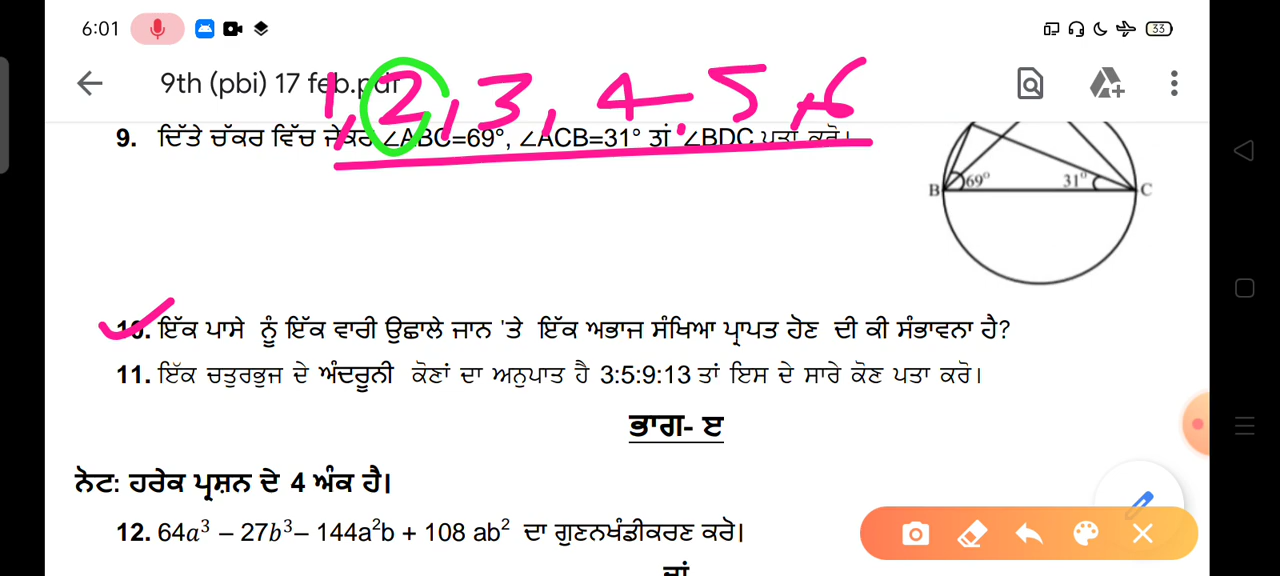 6:01 33
9th (pbi) 17 feb.pdf
1, 2, 3, 4 5, 6
9. ਦਿੱਤੇ ਚੱਕਰ ਵਿੱਚ ਜੇਕਰ ∠ABC=69°, ∠ACB=31° ਤਾਂ ∠BDC ਪਤਾ ਕਰੋ।
B 69° 31° C
10. ਇੱਕ ਪਾਸੇ ਨੂੰ ਇੱਕ ਵਾਰੀ ਉਛਾਲੇ ਜਾਨ 'ਤੇ ਇੱਕ ਅਭਾਜ ਸੰਖਿਆ ਪ੍ਰਾਪਤ ਹੋਣ ਦੀ ਕੀ ਸੰਭਾਵਨਾ ਹੈ?
11. ਇੱਕ ਚਤੁਰਭੁਜ ਦੇ ਅੰਦਰੂਨੀ ਕੋਣਾਂ ਦਾ ਅਨੁਪਾਤ ਹੈ 3:5:9:13 ਤਾਂ ਇਸ ਦੇ ਸਾਰੇ ਕੋਣ ਪਤਾ ਕਰੋ।
ਭਾਗ- ੲ
ਨੋਟ: ਹਰੇਕ ਪ੍ਰਸ਼ਨ ਦੇ 4 ਅੰਕ ਹੈ।
12. 64a³ – 27b³– 144a²b + 108 ab² ਦਾ ਗੁਣਨਖੰਡੀਕਰਣ ਕਰੋ।
ਜਾਂ